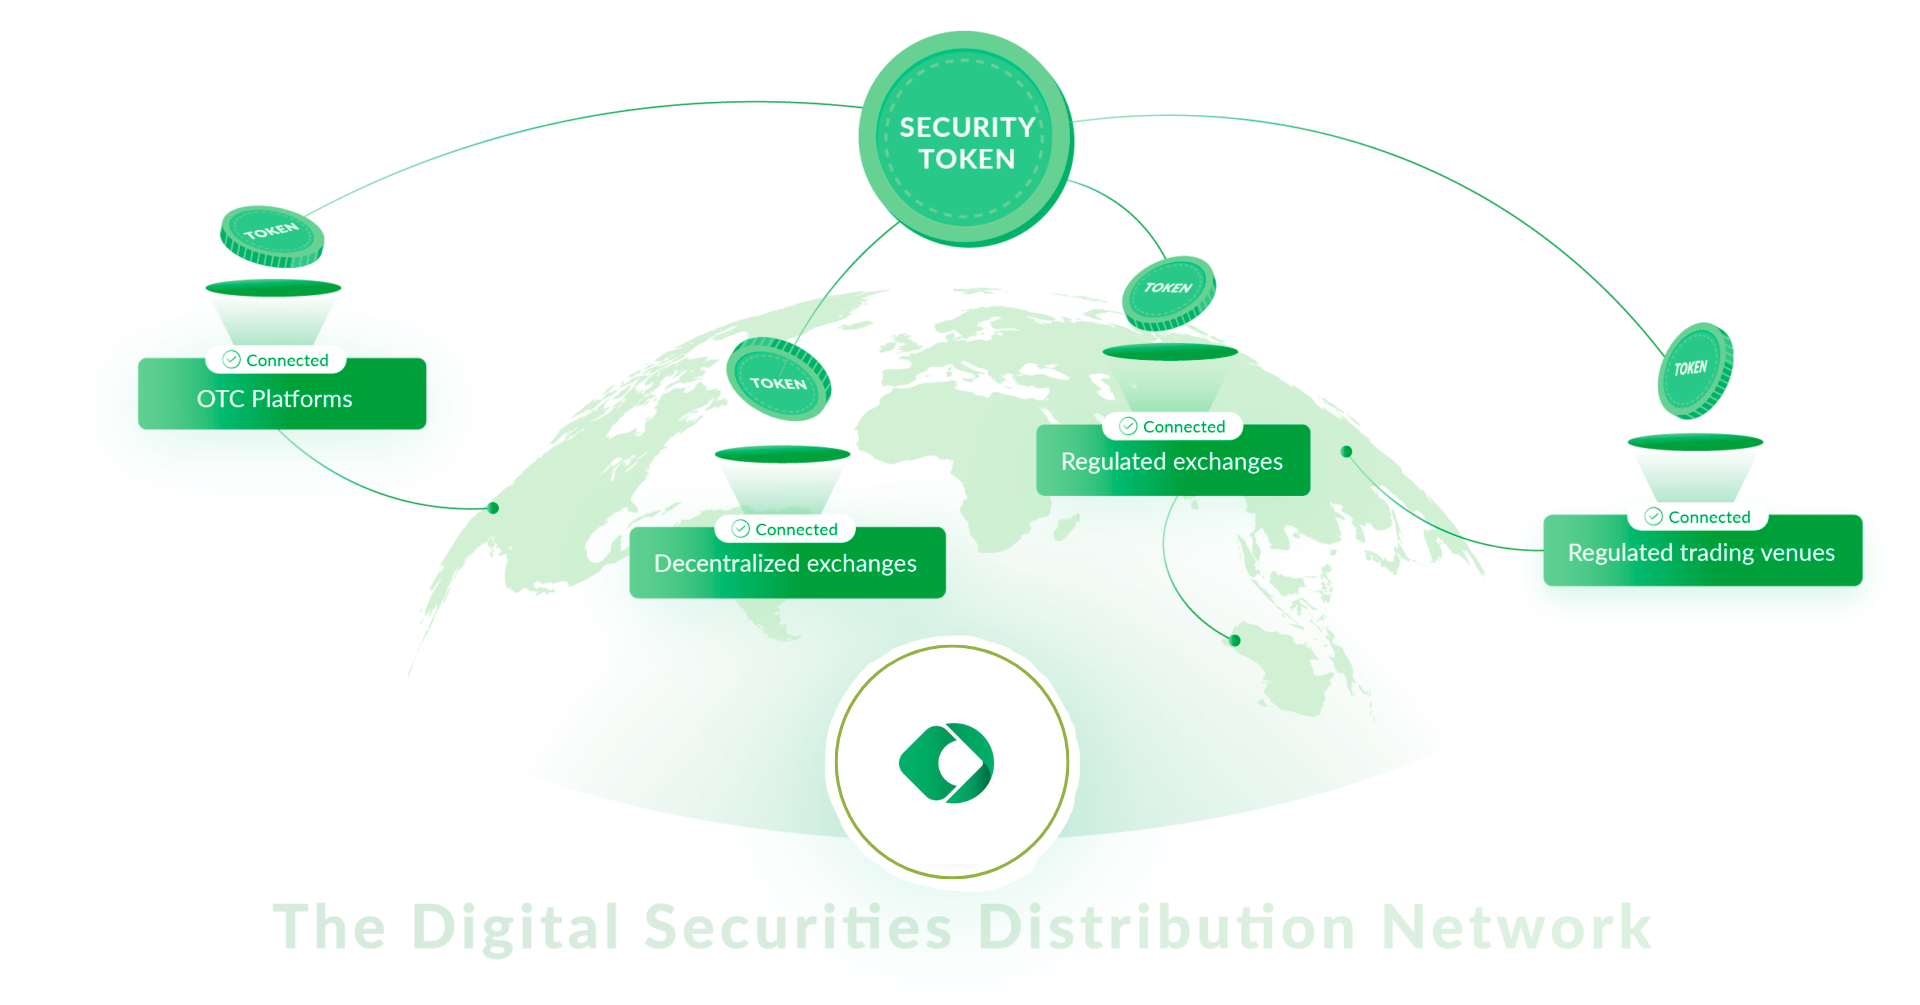 SECURITY
TOKEN
TOKEN
Connected
OTC Platforms
TOKEN
Connected
Decentralized exchanges
TOKEN
Connected
Regulated exchanges
TOKEN
Connected
Regulated trading venues
The Digital Securities Distribution Network